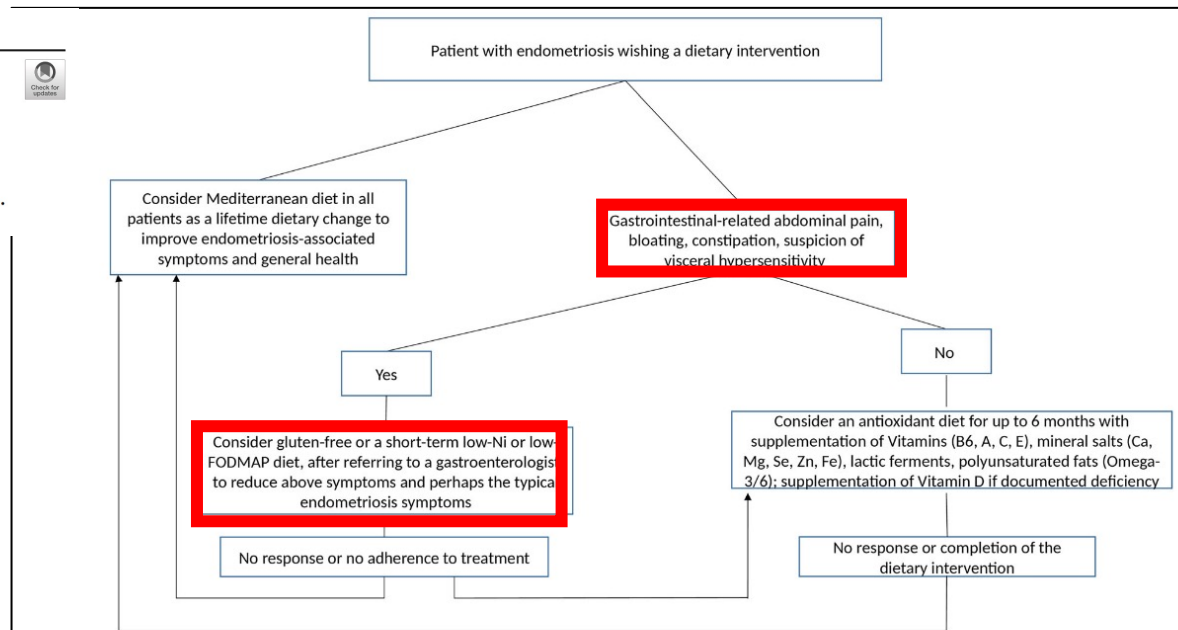 Patient with endometriosis wishing a dietary intervention
Check for
updates
Consider Mediterranean diet in all
patients as a lifetime dietary change to
improve endometriosis-associated
symptoms and general health
.
Gastrointestinal-related abdominal pain,
bloating, constipation, suspicion of
visceral hypersensitivity
Yes
No
Consider gluten-free or a short-term low-Ni or low-
FODMAP diet, after referring to a gastroenterologist
to reduce above symptoms and perhaps the typical
endometriosis symptoms
Consider an antioxidant diet for up to 6 months with
supplementation of Vitamins (B6, A, C, E), mineral salts (Ca,
Mg, Se, Zn, Fe), lactic ferments, polyunsaturated fats (Omega-
3/6); supplementation of Vitamin D if documented deficiency
No response or no adherence to treatment
No response or completion of the
dietary intervention